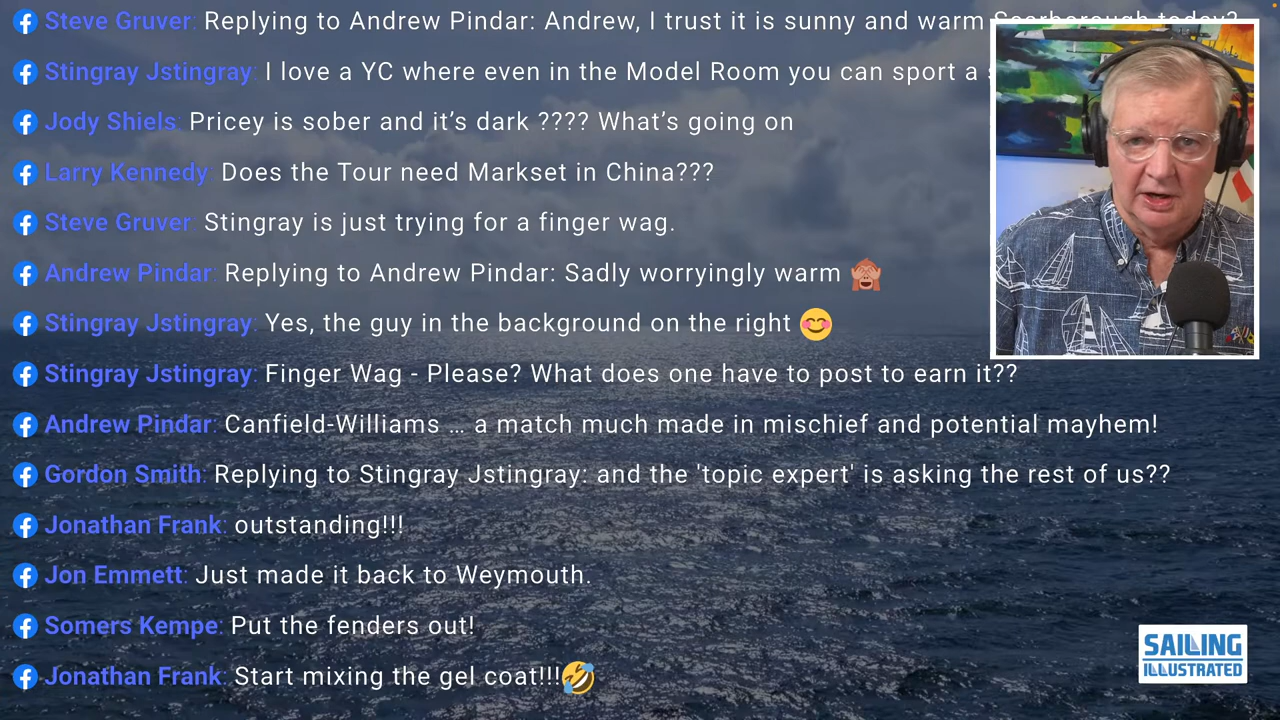 Steve Gruver: Replying to Andrew Pindar: Andrew, I trust it is sunny and warm Scarborough today?
Stingray Jstingray: I love a YC where even in the Model Room you can sport a
Jody Shiels: Pricey is sober and it’s dark ???? What’s going on
Larry Kennedy: Does the Tour need Markset in China???
Steve Gruver: Stingray is just trying for a finger wag.
Andrew Pindar: Replying to Andrew Pindar: Sadly worryingly warm 🙈
Stingray Jstingray: Yes, the guy in the background on the right 😊
Stingray Jstingray: Finger Wag - Please? What does one have to post to earn it??
Andrew Pindar: Canfield-Williams … a match much made in mischief and potential mayhem!
Gordon Smith: Replying to Stingray Jstingray: and the 'topic expert' is asking the rest of us??
Jonathan Frank: outstanding!!!
Jon Emmett: Just made it back to Weymouth.
Somers Kempe: Put the fenders out!
Jonathan Frank: Start mixing the gel coat!!!🤣
SAILING
ILLUSTRATED